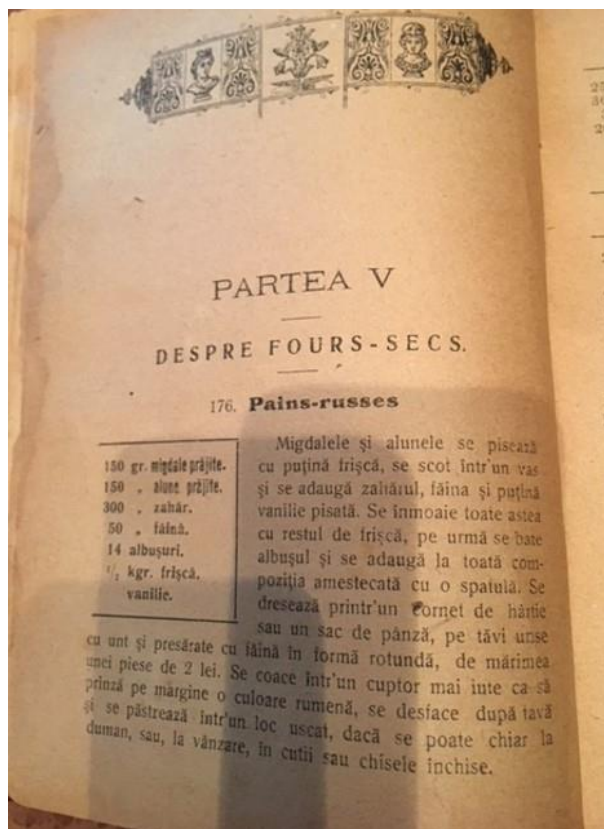 PARTEA V
DESPRE FOURS-SECS.
176. Pains-russes
150 gr. migdale prăjite.
150 „ alune prăjite.
300 „ zahăr.
50 „ făină.
14 albușuri.
1/2 kgr. frișcă.
vanilie.
Migdalele și alunele se pisează
cu puțină frișcă, se scot într'un vas
și se adaugă zahărul, făina și puțină
vanilie pisată. Se înmoaie toate astea
cu restul de frișcă, pe urmă se bate
albușul și se adaugă la toată com-
poziția amestecată cu o spatulă. Se
dresează printr'un cornet de hârtie
sau un sac de pânză, pe tăvi unse
cu unt și presărate cu făină în formă rotundă, de mărimea
unei piese de 2 lei. Se coace într'un cuptor mai iute ca să
prinză pe mărgine o culoare rumenă, se desface după tavă
și se păstrează într'un loc uscat, dacă se poate chiar la
duman, sau, la vânzare, în cutii sau chisele închise.